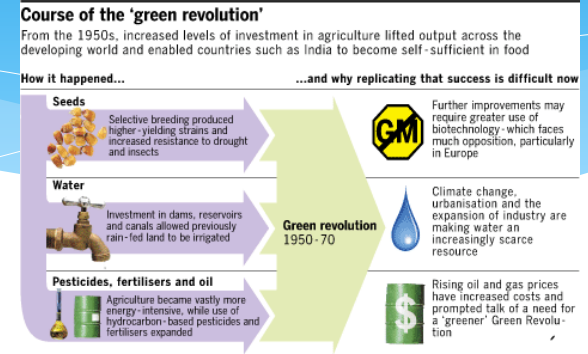 Course of the ‘green revolution’
From the 1950s, increased levels of investment in agriculture lifted output across the
developing world and enabled countries such as India to become self-sufficient in food
How it happened...
...and why replicating that success is difficult now
Seeds
Selective breeding produced
higher-yielding strains and
increased resistance to drought
and insects
GM
Further improvements may
require greater use of
biotechnology-which faces
much opposition, particularly
in Europe
Water
Investment in dams, reservoirs
and canals allowed previously
rain-fed land to be irrigated
Green revolution
1950-70
Climate change,
urbanisation and the
expansion of industry are
making water an
increasingly scarce
resource
Pesticides, fertilisers and oil
Agriculture became vastly more
energy-intensive, while use of
hydrocarbon-based pesticides and
fertilisers expanded
$
Rising oil and gas prices
have increased costs and
prompted talk of a need for
a ‘greener’ Green Revolu-
tion